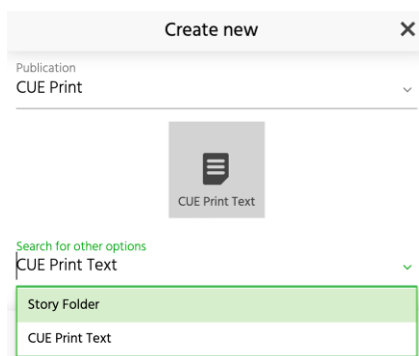 Create new
Publication
CUE Print
CUE Print Text
Search for other options
CUE Print Text
Story Folder
CUE Print Text